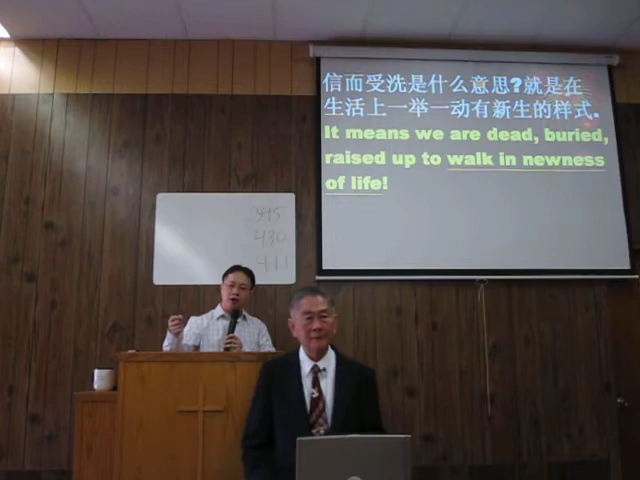 信而受洗是什么意思?就是在
生活上一举一动有新生的样式.
It means we are dead, buried,
raised up to walk in newness
of life!
395
430
411